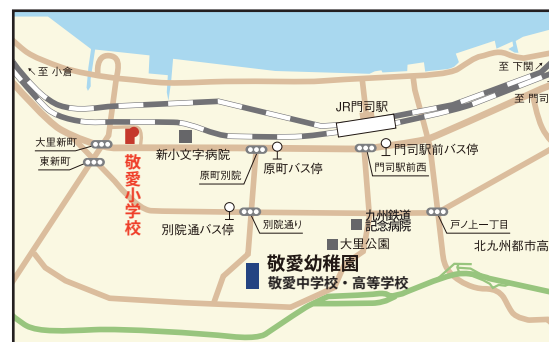 至 小倉
至 下関
至 門司
JR門司駅
大里新町
東新町
敬愛小学校
新小文字病院
原町別院
原町バス停
門司駅前バス停
門司駅前西
別院通バス停
別院通り
九州鉄道
記念病院
大里公園
戸ノ上一丁目
北九州都市高
敬愛幼稚園
敬愛中学校・高等学校